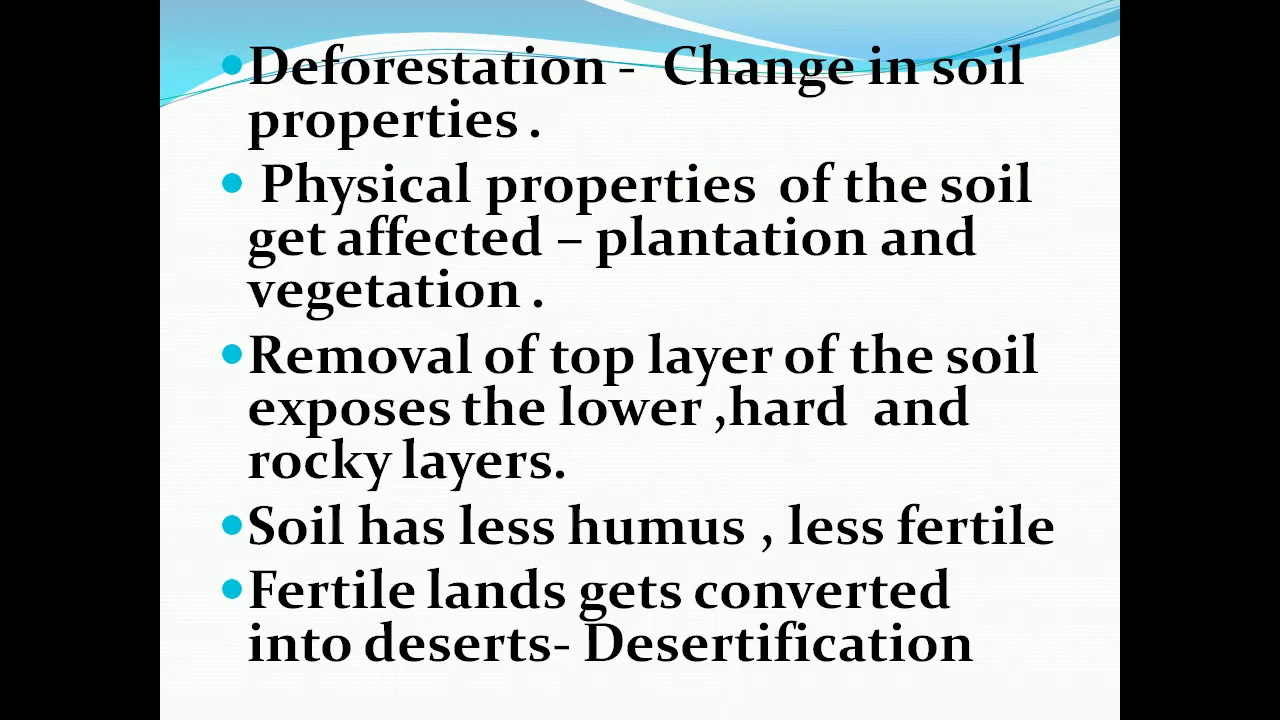 •Deforestation - Change in soil
properties .
• Physical properties of the soil
get affected – plantation and
vegetation .
•Removal of top layer of the soil
exposes the lower ,hard and
rocky layers.
•Soil has less humus , less fertile
•Fertile lands gets converted
into deserts- Desertification